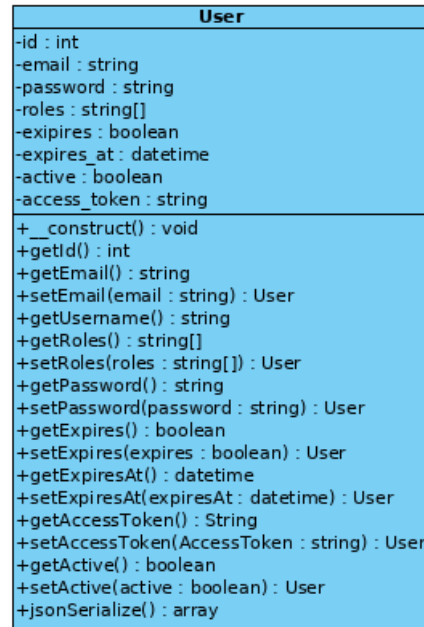 User
-id : int
-email : string
-password : string
-roles : string[]
-exipires : boolean
-expires_at : datetime
-active : boolean
-access_token : string
+__construct() : void
+getId() : int
+getEmail() : string
+setEmail(email : string) : User
+getUsername() : string
+getRoles() : string[]
+setRoles(roles : string[]) : User
+getPassword() : string
+setPassword(password : string) : User
+getExpires() : boolean
+setExpires(expires : boolean) : User
+getExpiresAt() : datetime
+setExpiresAt(expiresAt : datetime) : User
+getAccessToken() : String
+setAccessToken(AccessToken : string) : User
+getActive() : boolean
+setActive(active : boolean) : User
+jsonSerialize() : array